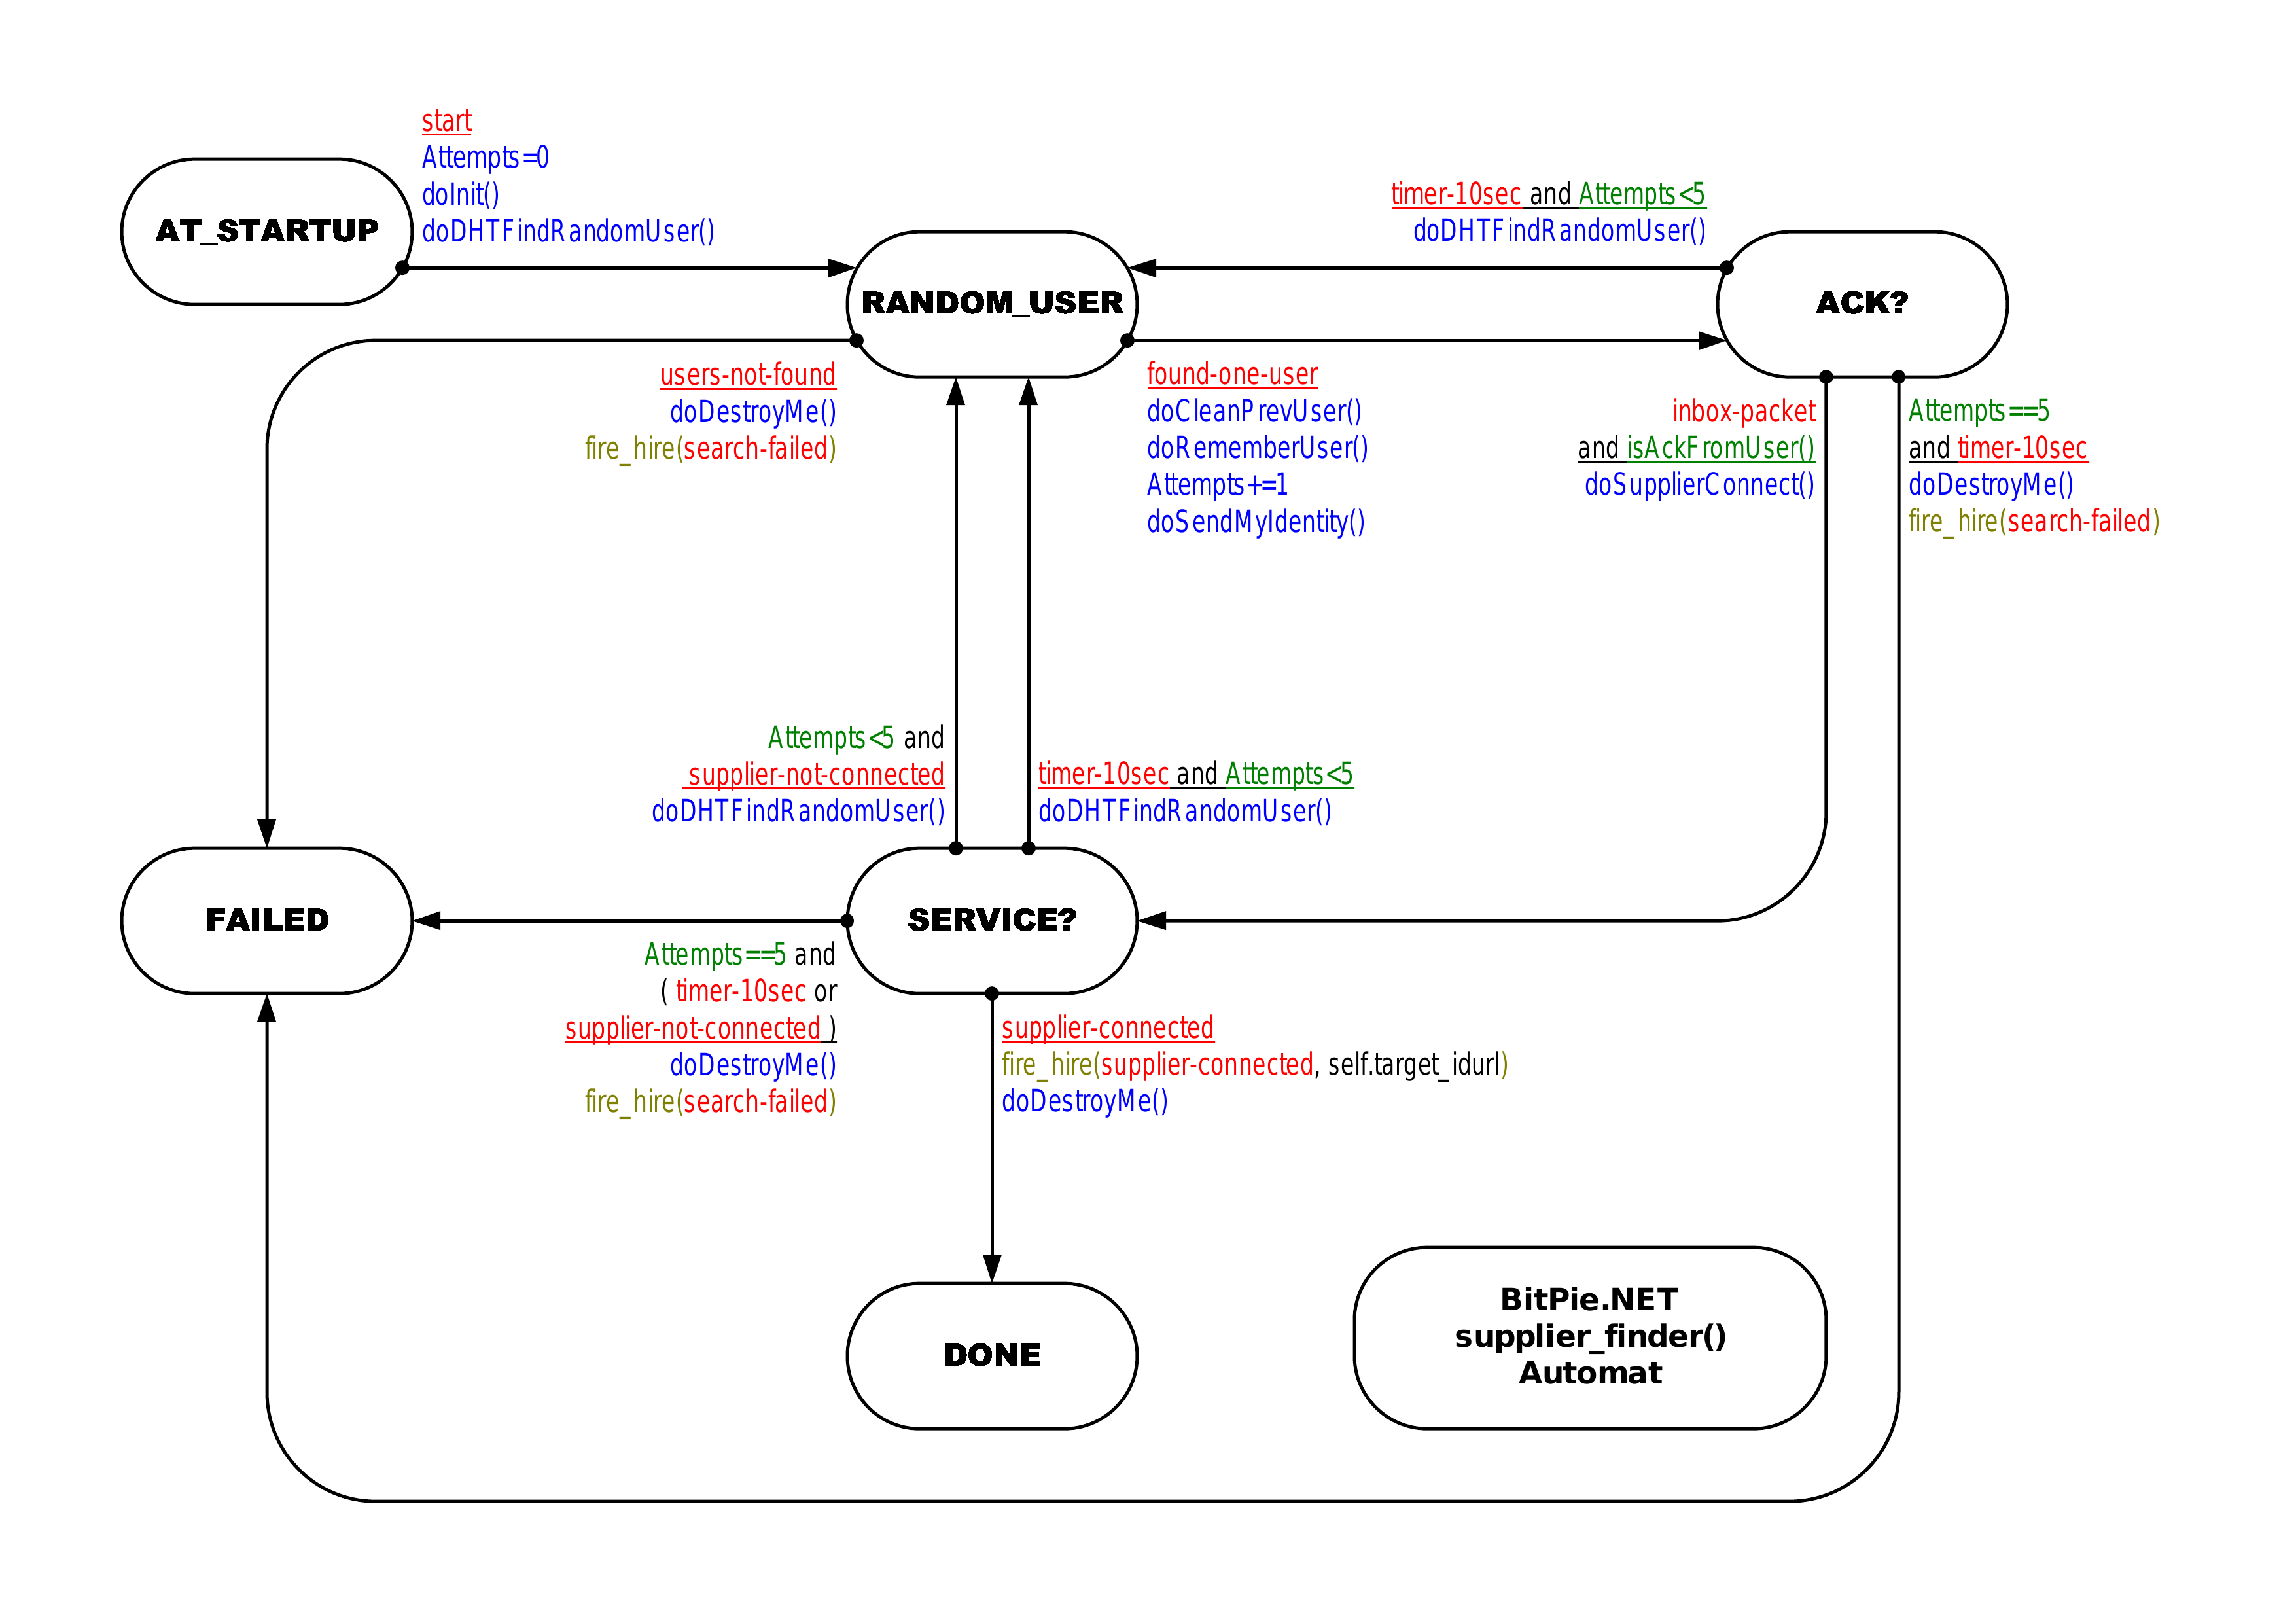 start
Attempts=0
doInit()
doDHTFindRandomUser()
AT_STARTUP
timer-10sec and Attempts<5
doDHTFindRandomUser()
RANDOM_USER
ACK?
users-not-found
doDestroyMe()
fire_hire(search-failed)
found-one-user
doCleanPrevUser()
doRememberUser()
Attempts+=1
doSendMyIdentity()
inbox-packet
and isAckFromUser()
doSupplierConnect()
Attempts==5
and timer-10sec
doDestroyMe()
fire_hire(search-failed)
Attempts<5 and
supplier-not-connected
doDHTFindRandomUser()
timer-10sec and Attempts<5
doDHTFindRandomUser()
FAILED
SERVICE?
Attempts==5 and
( timer-10sec or
supplier-not-connected )
doDestroyMe()
fire_hire(search-failed)
supplier-connected
fire_hire(supplier-connected, self.target_idurl)
doDestroyMe()
DONE
BitPie.NET
supplier_finder()
Automat